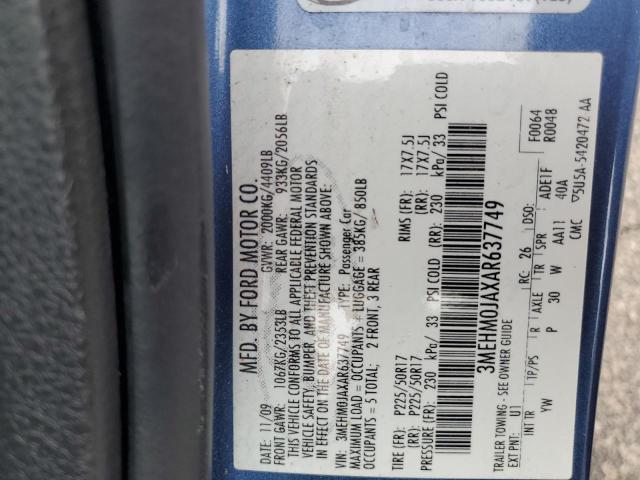 MFD. BY FORD MOTOR CO.
DATE: 11/09 GVWR: 2000KG/4409LB
FRONT GAWR: 1067KG/2353LB REAR GAWR: 933KG/2056LB
THIS VEHICLE CONFORMS TO ALL APPLICABLE FEDERAL MOTOR
VEHICLE SAFETY, BUMPER, AND THEFT PREVENTION STANDARDS
IN EFFECT ON THE DATE OF MANUFACTURE SHOWN ABOVE.
VIN: 3MEHM0JAXAR637749 TYPE: Passenger Car
MAXIMUM LOAD = OCCUPANTS + LUGGAGE = 385KG/ 850LB
OCCUPANTS = 5 TOTAL; 2 FRONT, 3 REAR
TIRE (FR): P225/50R17 RIMS (FR): 17X7.5J
(RR): P225/50R17 (RR): 17X7.5J
PRESSURE (FR): 230 kPa/ 33 PSI COLD (RR): 230 kPa/ 33 PSI COLD
3MEHM0JAXAR637749
TRAILER TOWING - SEE OWNER GUIDE F0064
EXT PNT: U1 RC: 26 DSO: R0048
INT TR TP/PS R AXLE TR SPR ADE1F
YW P 30 W AA11 40A
CMC ▽5U5A-5420472 AA